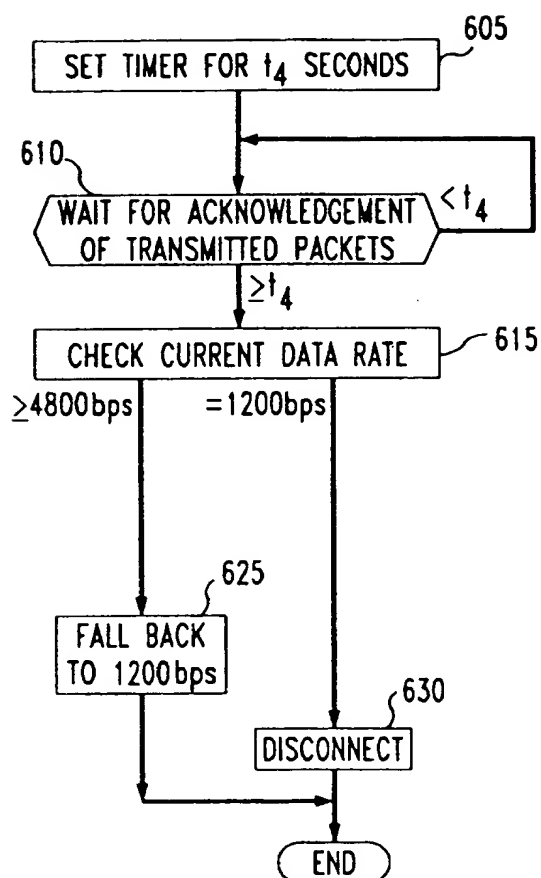 605
SET TIMER FOR t₄ SECONDS
610
WAIT FOR ACKNOWLEDGEMENT
OF TRANSMITTED PACKETS
<t₄
≥t₄
615
CHECK CURRENT DATA RATE
≥4800bps
=1200bps
625
FALL BACK
TO 1200bps
630
DISCONNECT
END